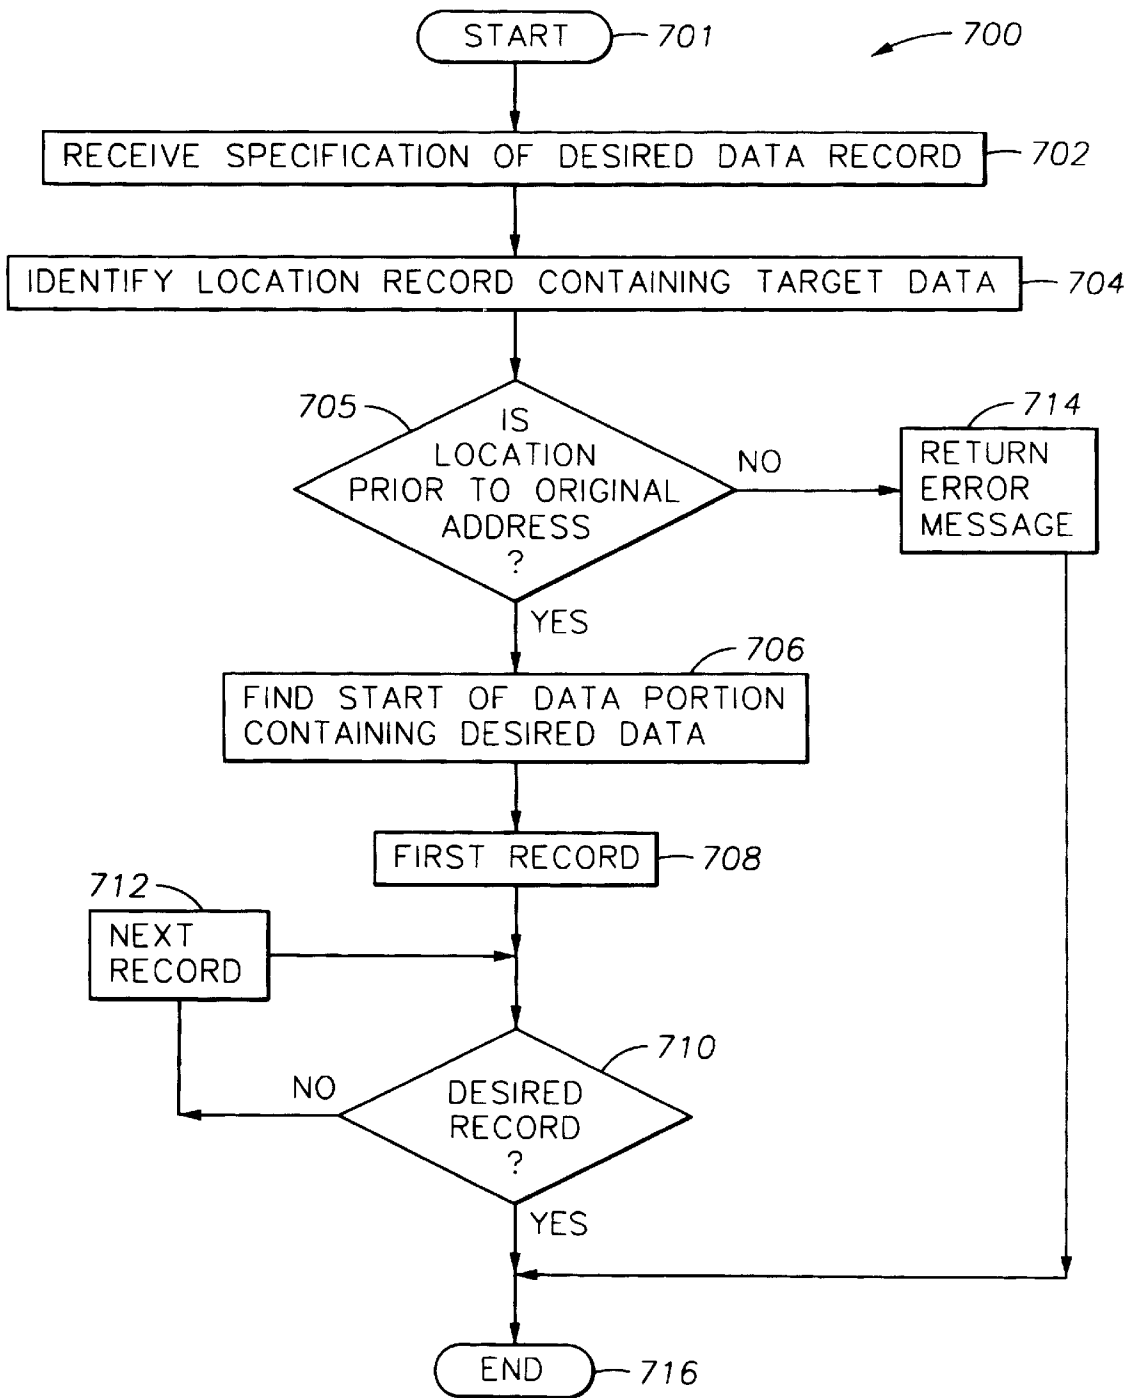 START
701
700
RECEIVE SPECIFICATION OF DESIRED DATA RECORD
702
IDENTIFY LOCATION RECORD CONTAINING TARGET DATA
704
705
IS
LOCATION
PRIOR TO ORIGINAL
ADDRESS
?
NO
714
RETURN
ERROR
MESSAGE
YES
706
FIND START OF DATA PORTION
CONTAINING DESIRED DATA
FIRST RECORD
708
712
NEXT
RECORD
710
NO
DESIRED
RECORD
?
YES
END
716